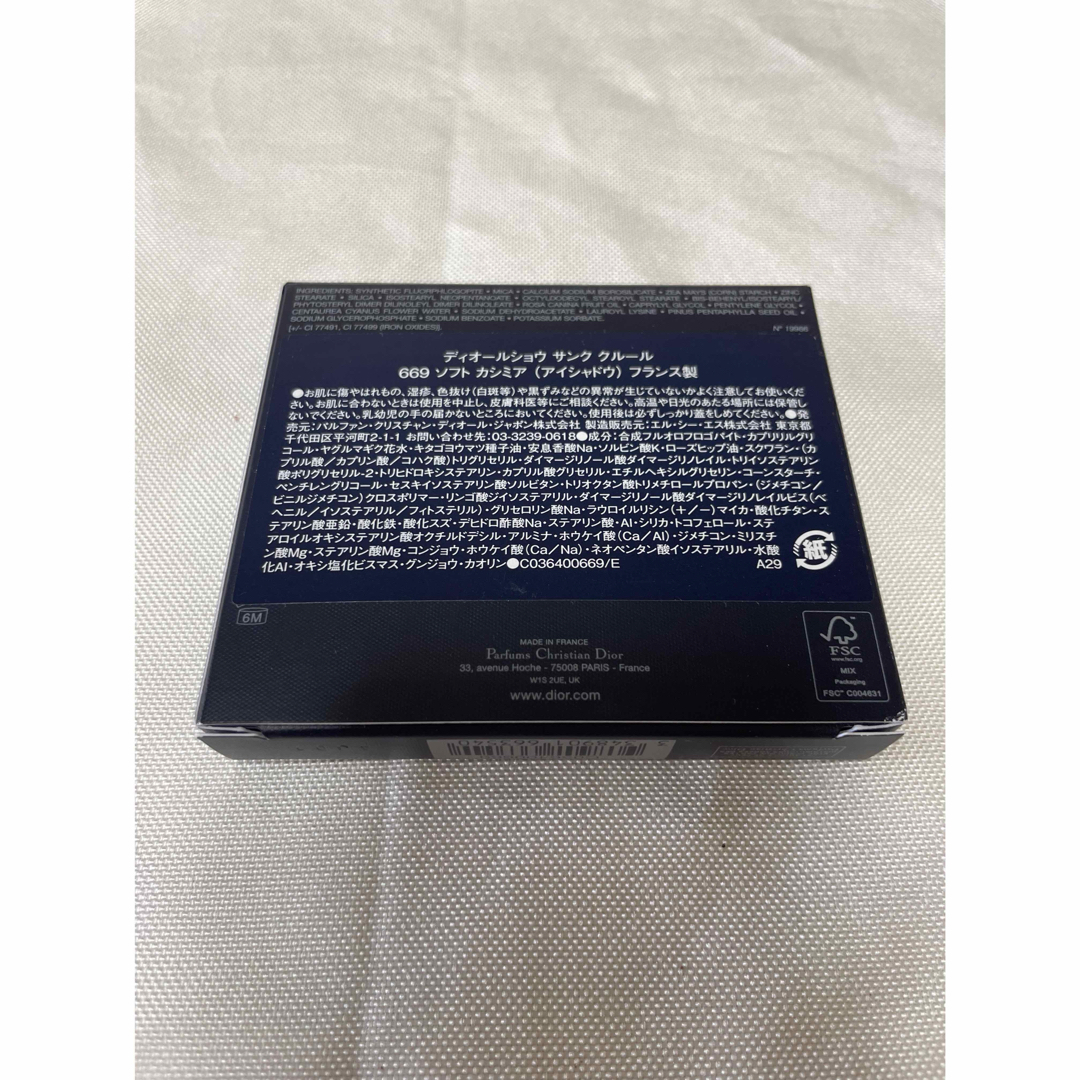 INGREDIENTS: SYNTHETIC FLUORPHLOGOPITE • MICA • CALCIUM SODIUM BOROSILICATE • ZEA MAYS (CORN) STARCH • ZINC
STEARATE • SILICA • ISOSTEARYL NEOPENTANOATE • OCTYLDODECYL STEAROYL STEARATE • BIS-BEHENYL/ISOSTEARYL/
PHYTOSTERYL DIMER DILINOLEYL DIMER DILINOLEATE • ROSA CANINA FRUIT OIL • CAPRYLYL GLYCOL • PENTYLENE GLYCOL •
CENTAUREA CYANUS FLOWER WATER • SODIUM DEHYDROACETATE • LAUROYL LYSINE • PINUS PENTAPHYLLA SEED OIL •
SODIUM GLYCEROPHOSPHATE • SODIUM BENZOATE • POTASSIUM SORBATE.
[+/- CI 77491, CI 77499 (IRON OXIDES)]. N° 19986
ディオールショウ サンク クルール
669 ソフト カシミア (アイシャドウ) フランス製
●お肌に傷やはれもの、湿疹、色抜け(白斑等)や黒ずみなどの異常が生じていないかよく注意してお使いくだ
さい。お肌に合わないときは使用を中止し、皮膚科医等にご相談ください。高温や日光のあたる場所には保管し
ないでください。乳幼児の手の届かないところにおいてください。使用後は必ずしっかり蓋をしめてください。●発
売元:パルファン・クリスチャン・ディオール・ジャポン株式会社 製造販売元:エル・シー・エス株式会社 東京都
千代田区平河町2-1-1 お問い合わせ先:03-3239-0618●成分:合成フルオロフロゴパイト・カプリリルグリ
コール・ヤグルマギク花水・キタゴヨウマツ種子油・安息香酸Na・ソルビン酸K・ローズヒップ油・スクワラン・(カ
プリル酸/カプリン酸/コハク酸)トリグリセリル・ダイマージリノール酸ダイマージリノレイル・トリイソステアリン
酸ポリグリセリル-2・トリヒドロキシステアリン・カプリル酸グリセリル・エチルヘキシルグリセリン・コーンスターチ・
ペンチレングリコール・セスキイソステアリン酸ソルビタン・トリオクタン酸トリメチロールプロパン・(ジメチコン/
ビニルジメチコン)クロスポリマー・リンゴ酸ジイソステアリル・ダイマージリノール酸ダイマージリノレイルビス(ベ
ヘニル/イソステアリル/フィトステリル)・グリセロリン酸Na・ラウロイルリシン(+/-)マイカ・酸化チタン・ス
テアリン酸亜鉛・酸化鉄・酸化スズ・デヒドロ酢酸Na・ステアリン酸・Al・シリカ・トコフェロール・ステ
アロイルオキシステアリン酸オクチルドデシル・アルミナ・ホウケイ酸(Ca/Al)・ジメチコン・ミリスチ
ン酸Mg・ステアリン酸Mg・コンジョウ・ホウケイ酸(Ca/Na)・ネオペンタン酸イソステアリル・水酸
化Al・オキシ塩化ビスマス・グンジョウ・カオリン●C036400669/E
紙
A29
6M
MADE IN FRANCE
Parfums Christian Dior
33, avenue Hoche - 75008 PARIS - France
W1S 2UE, UK
www.dior.com
FSC
www.fsc.org
MIX
Packaging
FSC™ C004631